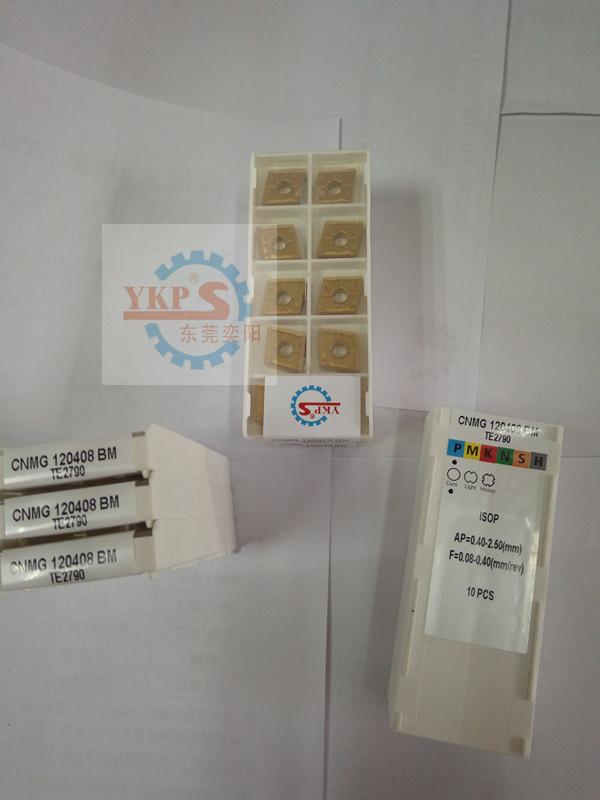 YKPS®
东莞奕阳
YKPS
CNMG 120408 BM
TE2790
CNMG 120408 BM
TE2790
CNMG 120408 BM
TE2790
CNMG 120408 BM
TE2790
P M K N S H
Cont Light Heavy
ISOP
AP=0.40-2.50(mm)
F=0.08-0.40(mm/rev)
10 PCS